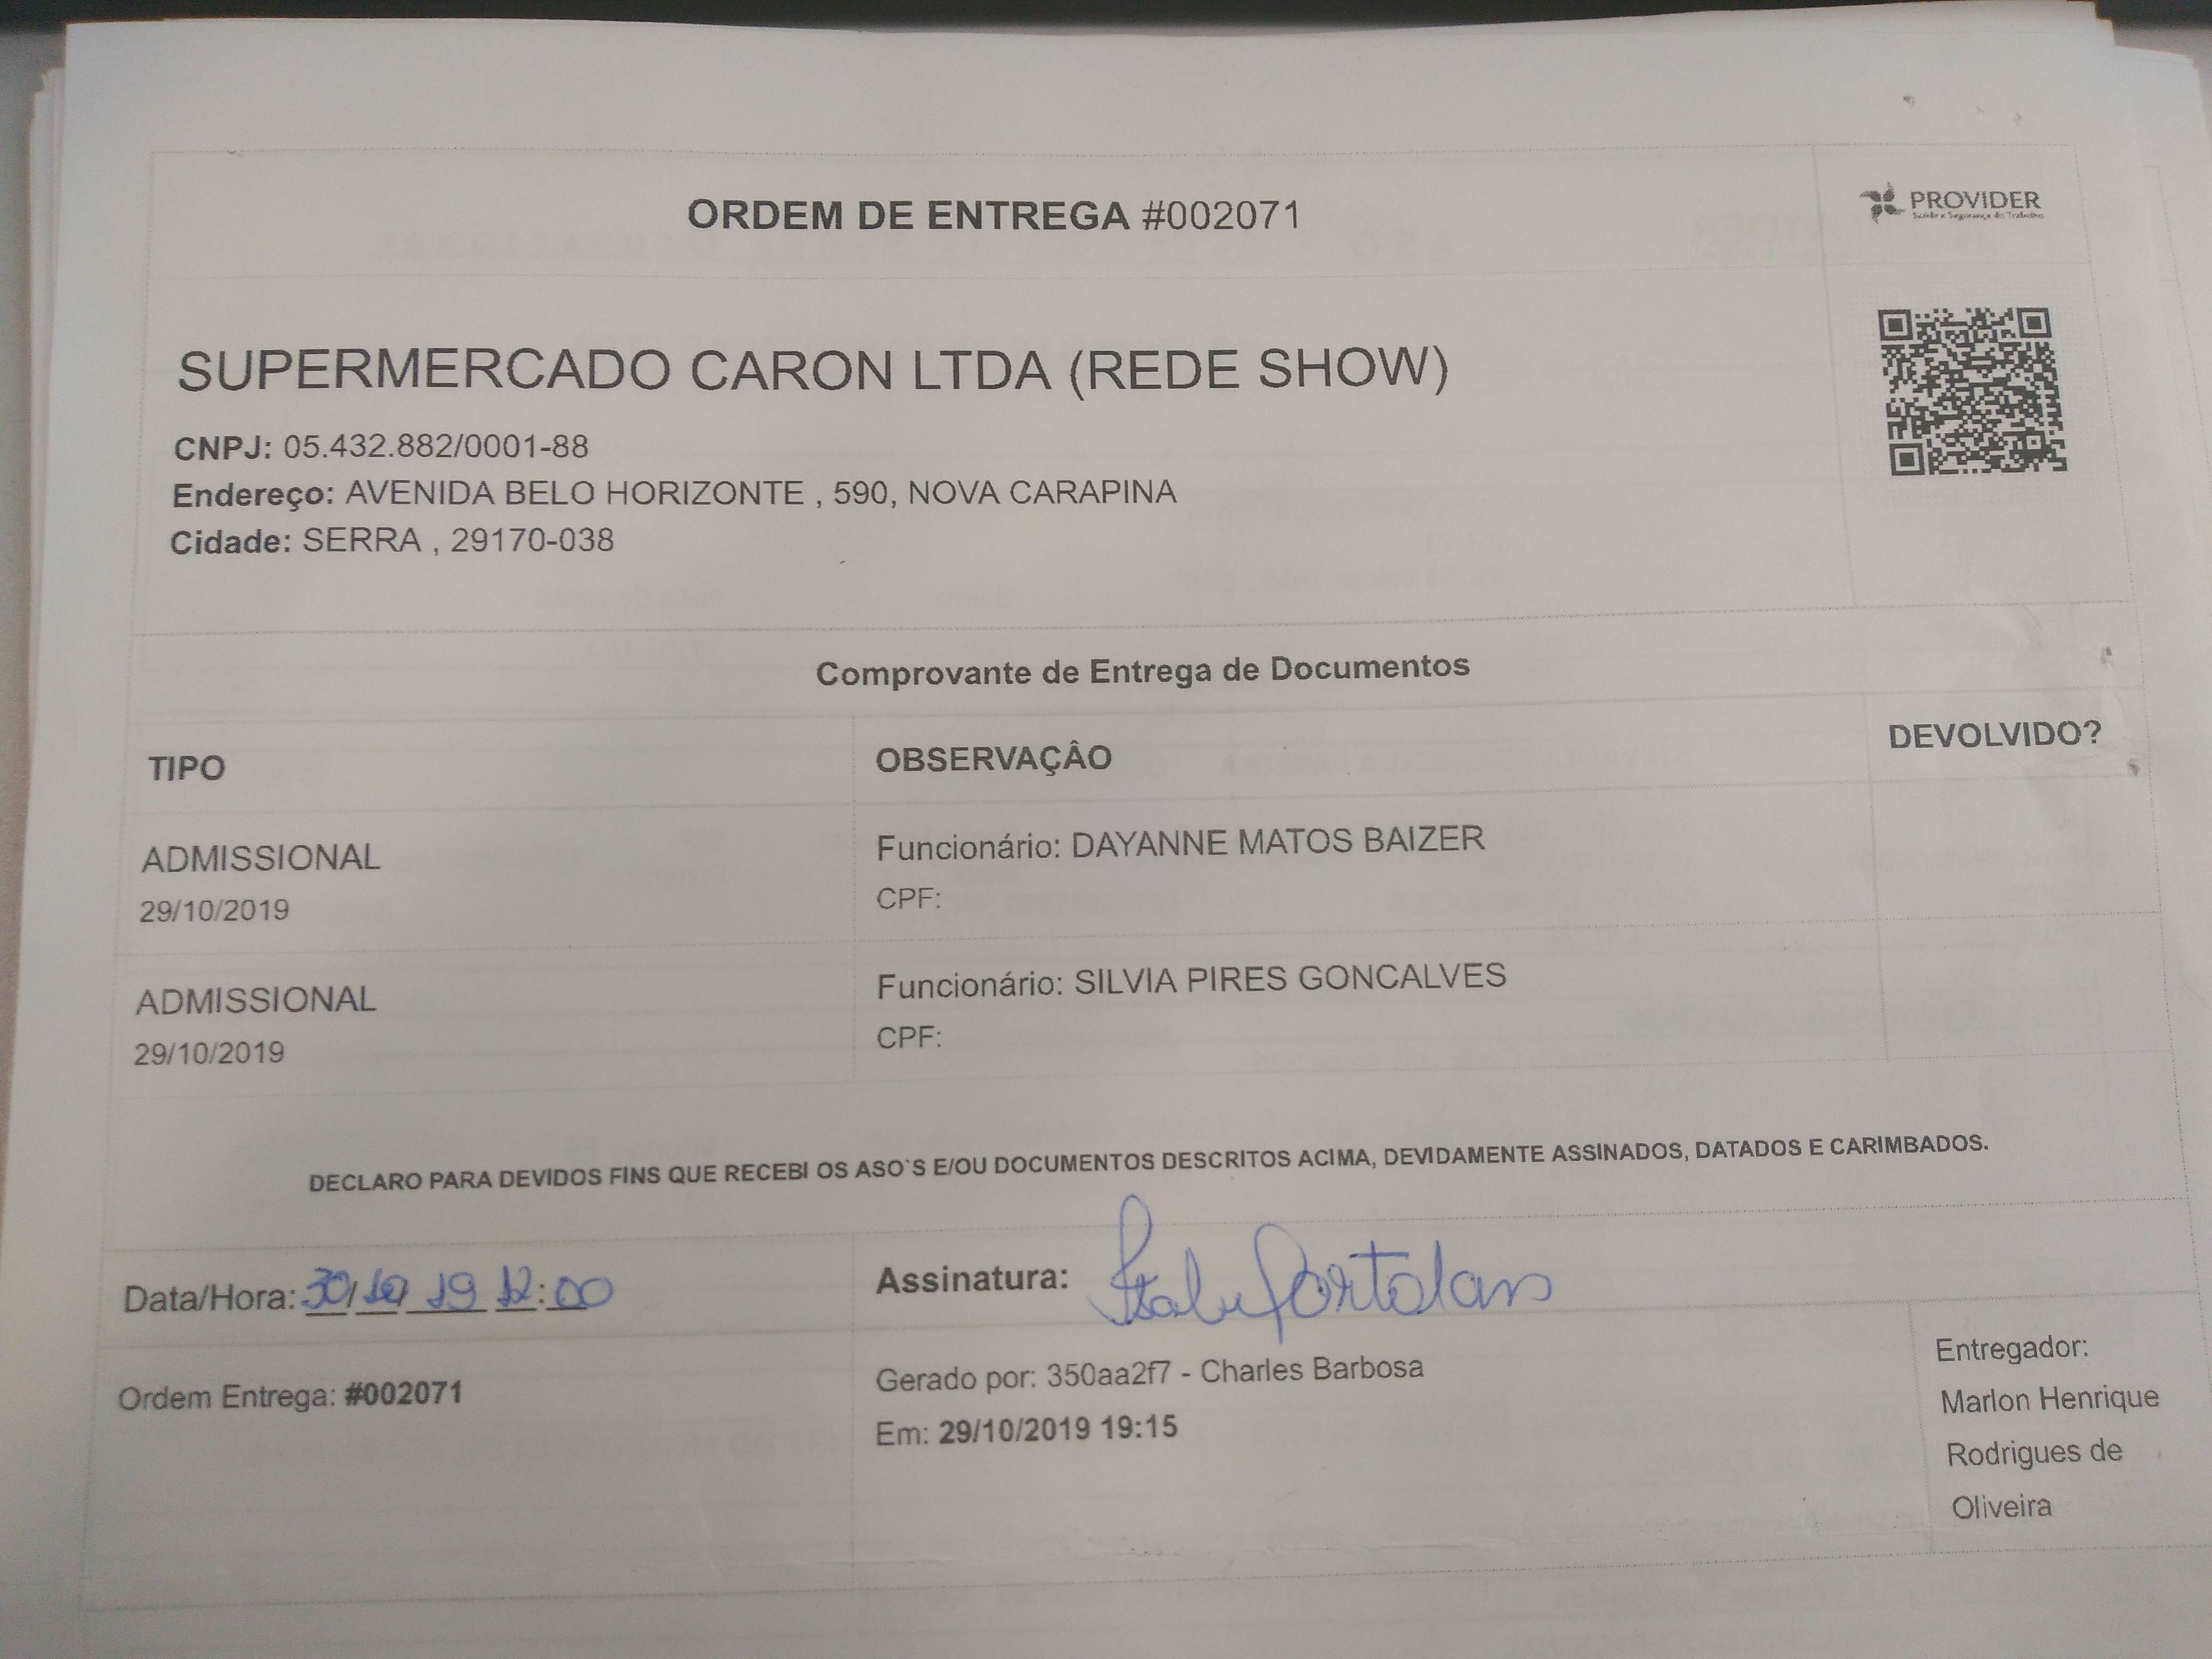 ORDEM DE ENTREGA #002071
PROVIDER
Saúde e Segurança do Trabalho
SUPERMERCADO CARON LTDA (REDE SHOW)
CNPJ: 05.432.882/0001-88
Endereço: AVENIDA BELO HORIZONTE , 590, NOVA CARAPINA
Cidade: SERRA , 29170-038
Comprovante de Entrega de Documentos
TIPO OBSERVAÇÂO DEVOLVIDO?
ADMISSIONAL Funcionário: DAYANNE MATOS BAIZER
29/10/2019 CPF:
ADMISSIONAL Funcionário: SILVIA PIRES GONCALVES
29/10/2019 CPF:
DECLARO PARA DEVIDOS FINS QUE RECEBI OS ASO`S E/OU DOCUMENTOS DESCRITOS ACIMA, DEVIDAMENTE ASSINADOS, DATADOS E CARIMBADOS.
Data/Hora: 30/10/19 12:00 Assinatura:
Ordem Entrega: #002071
Gerado por: 350aa2f7 - Charles Barbosa
Em: 29/10/2019 19:15
Entregador:
Marlon Henrique
Rodrigues de
Oliveira